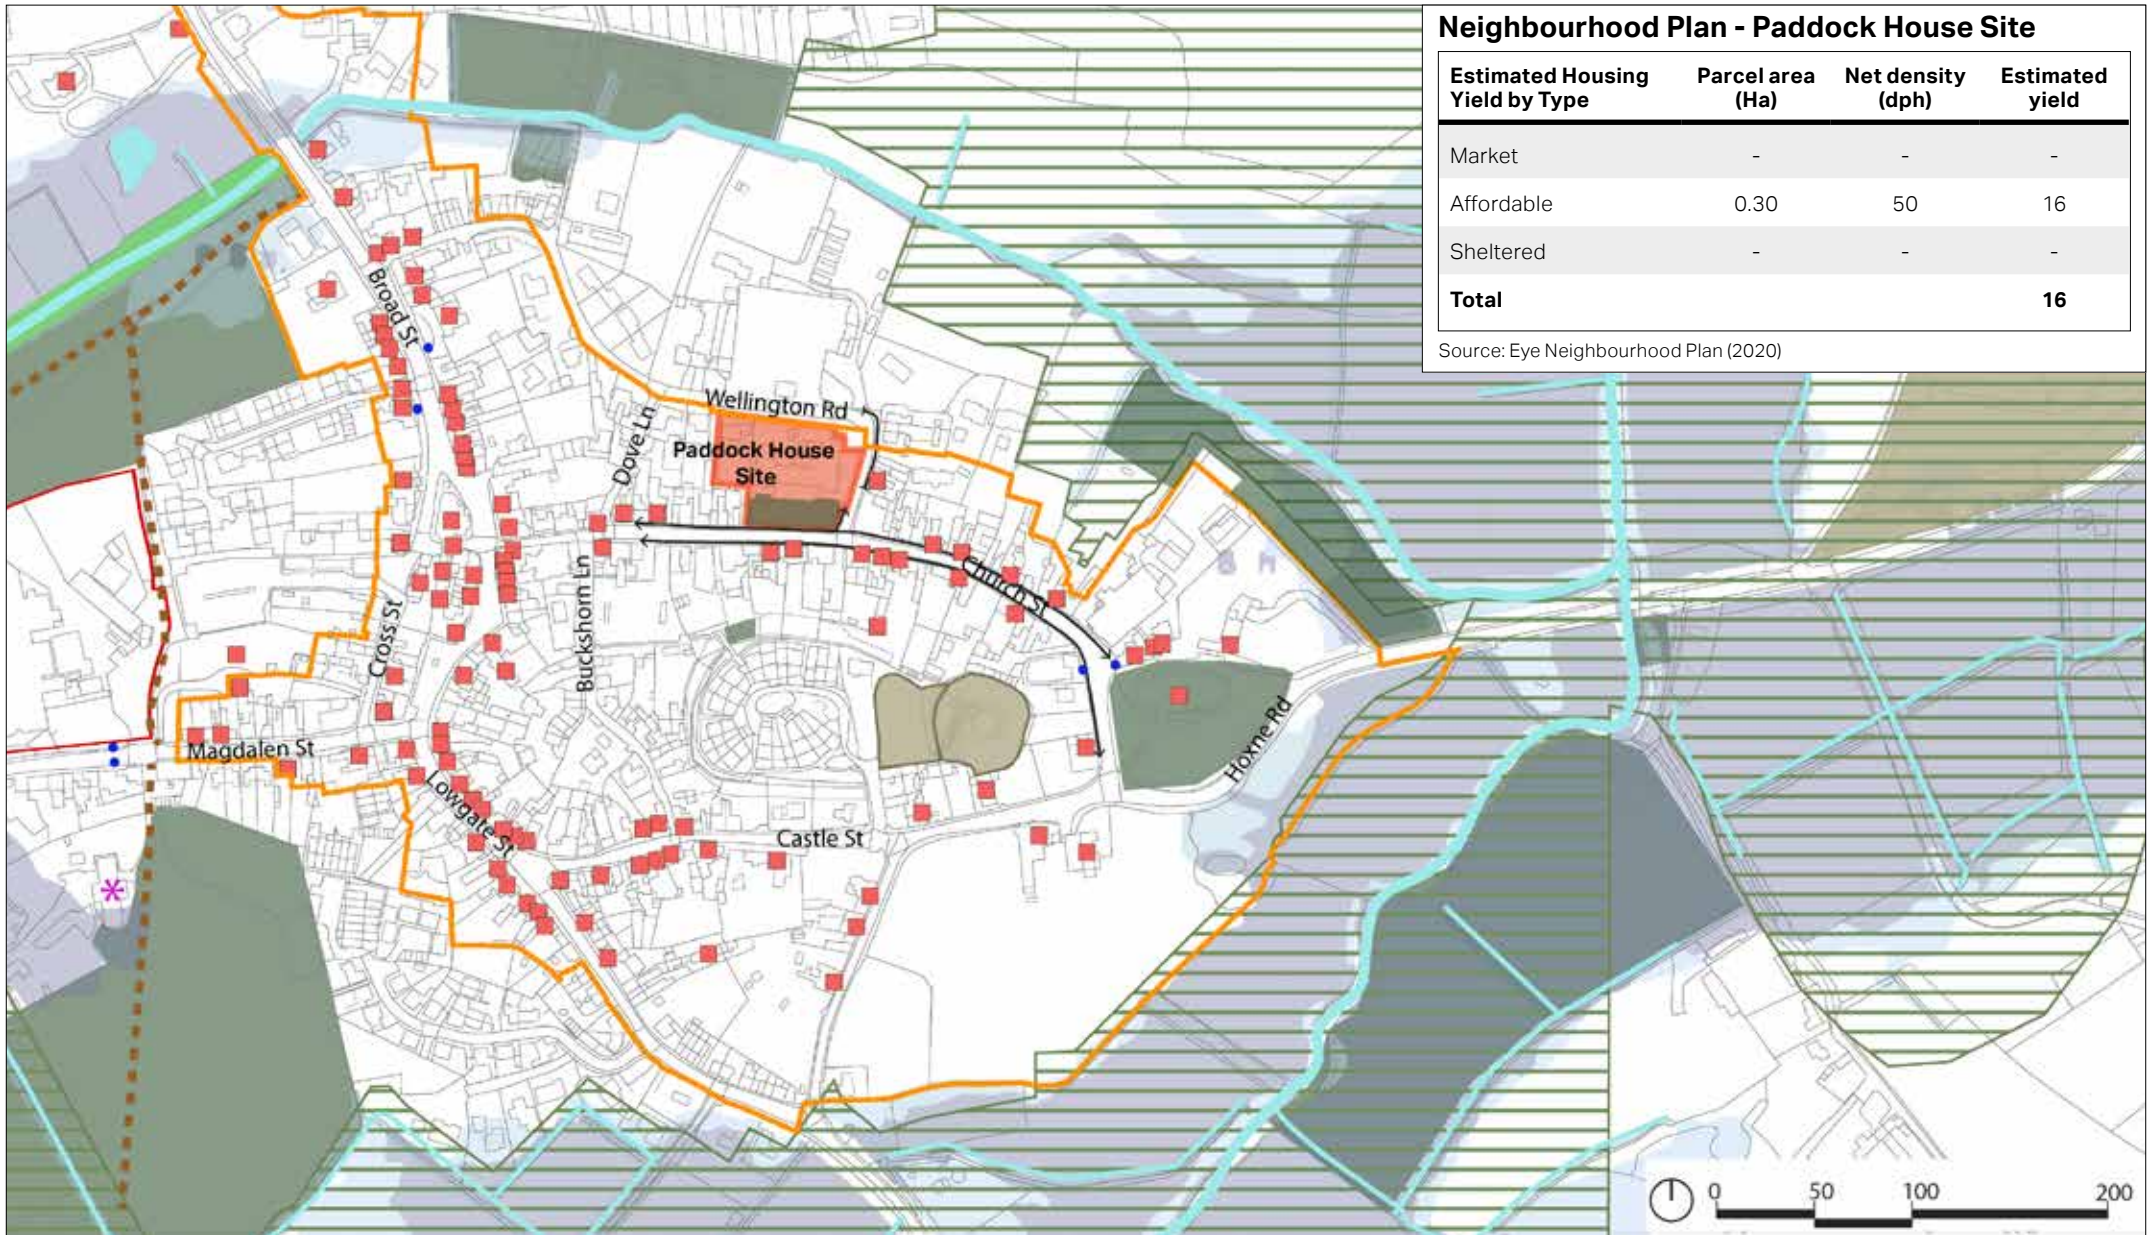 Neighbourhood Plan - Paddock House Site
Estimated Housing Yield by Type Parcel area (Ha) Net density (dph) Estimated yield
Market - - -
Affordable 0.30 50 16
Sheltered - - -
Total 16
Source: Eye Neighbourhood Plan (2020)
Broad St
Wellington Rd
Dove Ln
Paddock House
Site
Church St
Buckshorn Ln
Cross St
Magdalen St
Hoxne Rd
Lowgate St
Castle St
0 50 100 200